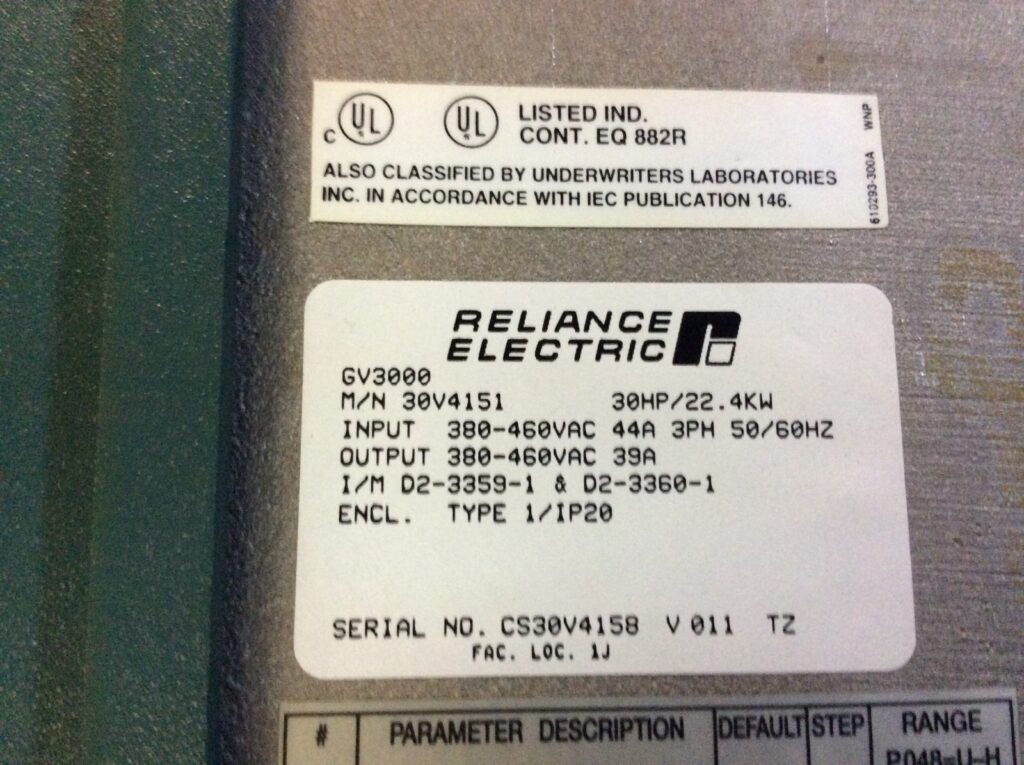 c UL UL LISTED IND.
CONT. EQ 882R
ALSO CLASSIFIED BY UNDERWRITERS LABORATORIES
INC. IN ACCORDANCE WITH IEC PUBLICATION 146.
610293-300A WNP
RELIANCE
ELECTRIC
GV3000
M/N 30V4151 30HP/22.4KW
INPUT 380-460VAC 44A 3PH 50/60HZ
OUTPUT 380-460VAC 39A
I/M D2-3359-1 & D2-3360-1
ENCL. TYPE 1/IP20
SERIAL NO. CS30V4158 V 011 TZ
FAC. LOC. 1J
# PARAMETER DESCRIPTION DEFAULT STEP RANGE
P.048=U-H